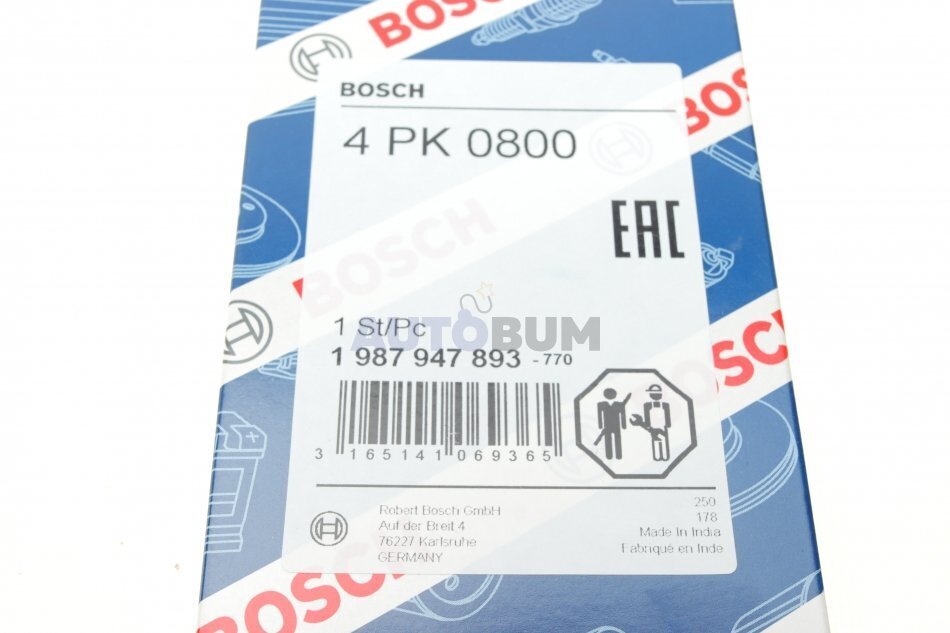 BOSCH
BOSCH
BOSCH
4 PK 0800
EAC
BOSCH
AUTOBUM
1 St/Pc
1 987 947 893 - 770
BOSCH
3 165141 069365
Robert Bosch GmbH
Auf der Breit 4
76227 Karlsruhe
GERMANY
250
178
Made In India
Fabriqué en Inde
BOSCH